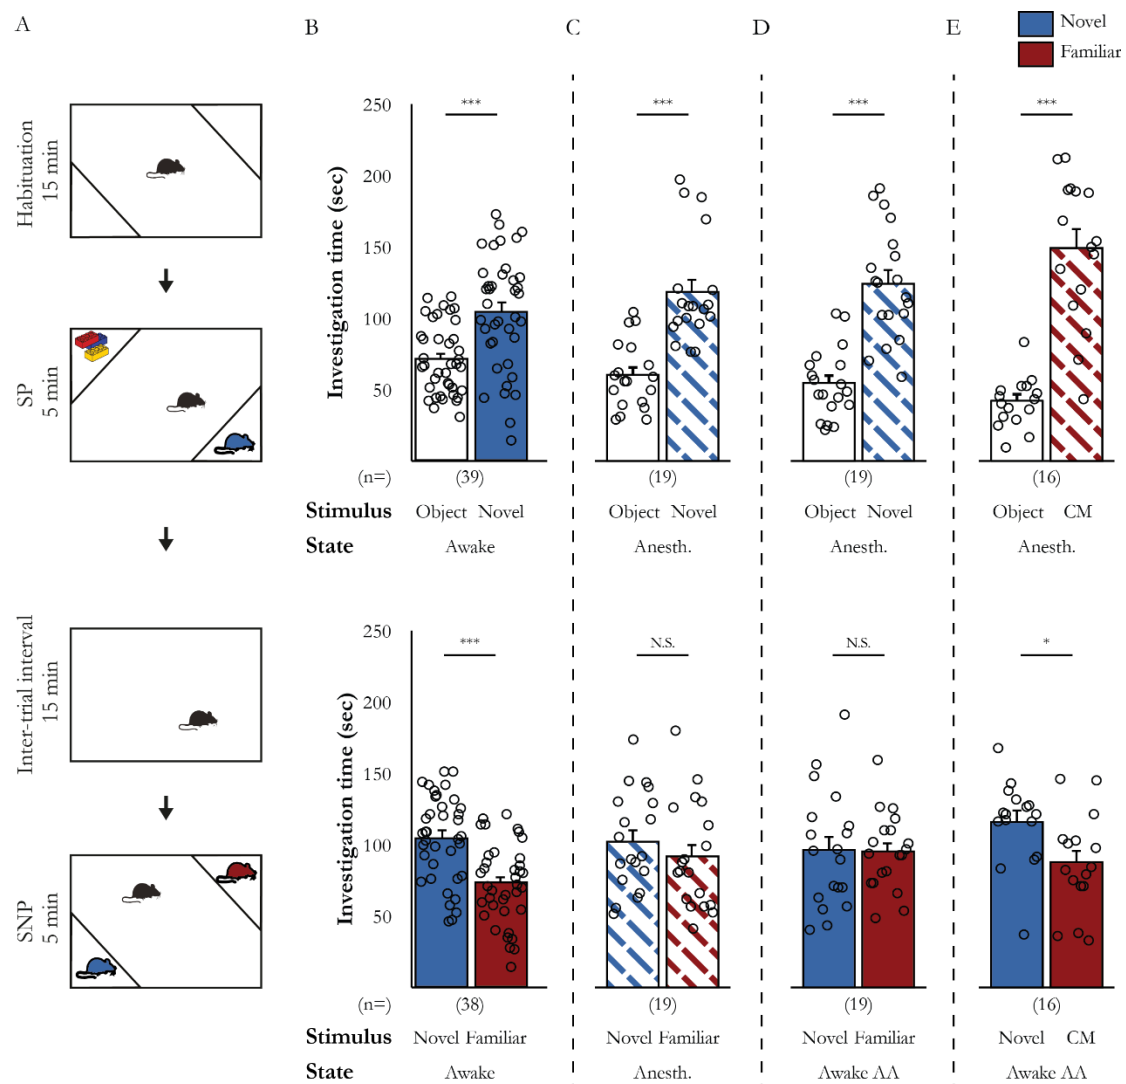 A
B
C
D
E
Novel
Familiar
Habituation
15 min
SP
5 min
Inter-trial interval
15 min
SNP
5 min
Investigation time (sec)
250
200
150
100
50
***
***
***
***
(n=) (39) (19) (19) (16)
Stimulus Object Novel Object Novel Object Novel Object CM
State Awake Anesth. Anesth. Anesth.
Investigation time (sec)
250
200
150
100
50
***
N.S.
N.S.
*
(n=) (38) (19) (19) (16)
Stimulus Novel Familiar Novel Familiar Novel Familiar Novel CM
State Awake Anesth. Awake AA Awake AA